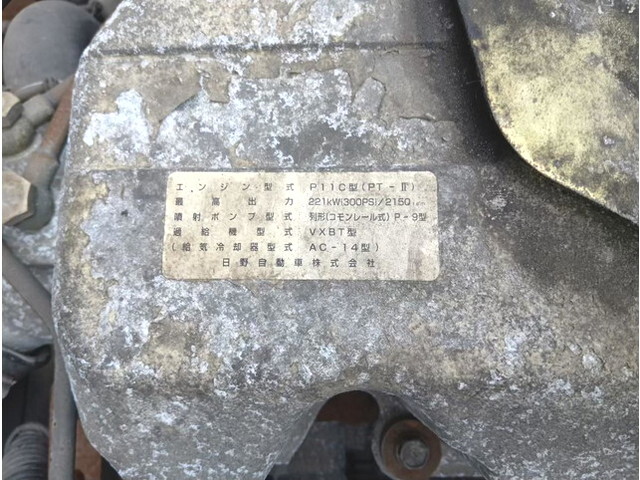 エンジン型式 P11C型(PT-Ⅱ)
最高出力 221kW(300PS)/2150
噴射ポンプ型式 列形(コモンレール式) P-9型
過給機型式 VXBT型
(給気冷却器型式 AC-14型)
日野自動車株式会社